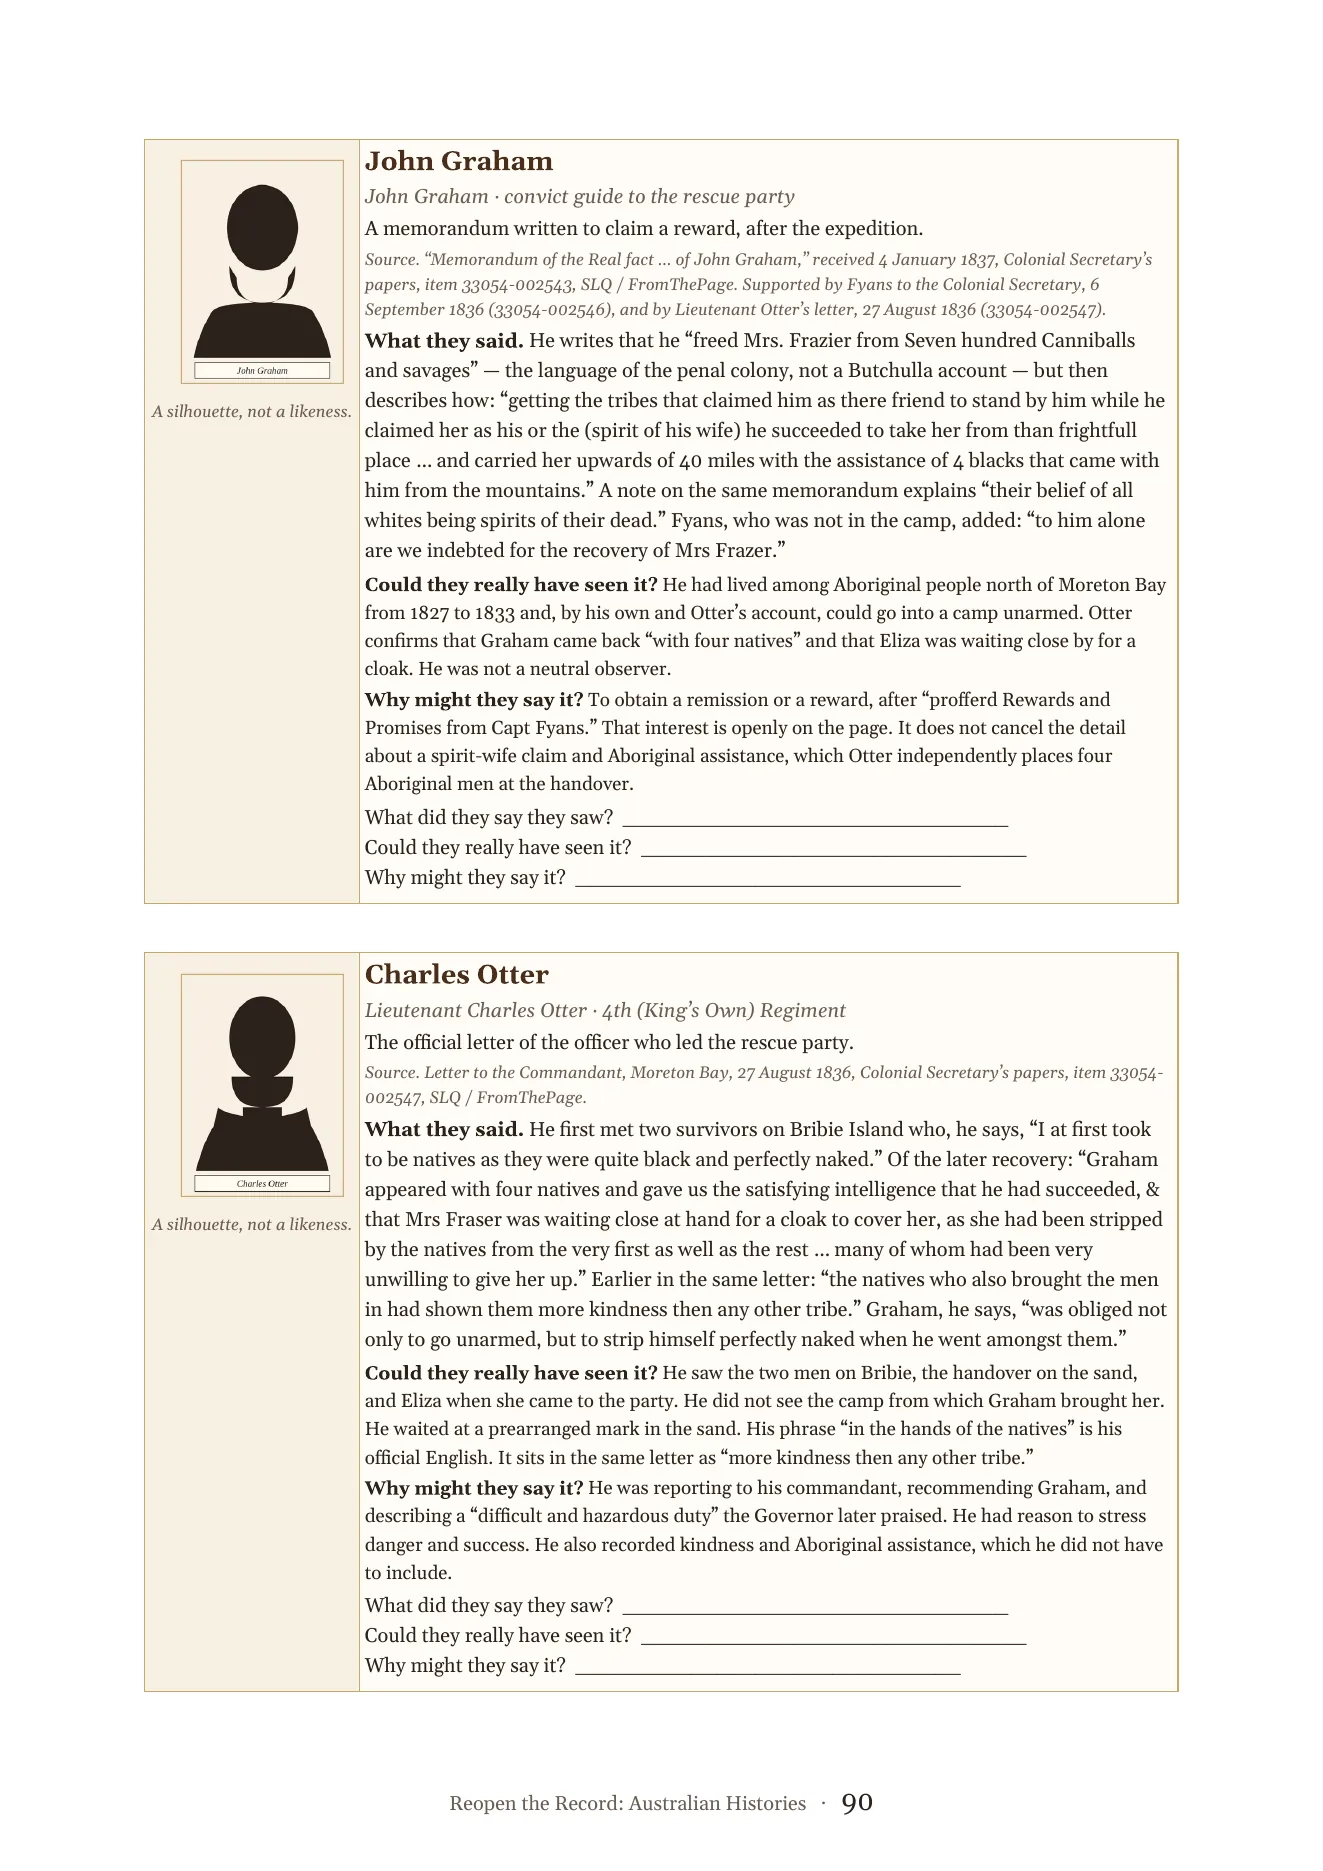 John Graham
John Graham · convict guide to the rescue party
A memorandum written to claim a reward, after the expedition.
Source. “Memorandum of the Real fact ... of John Graham,” received 4 January 1837, Colonial Secretary’s
papers, item 33054-002543, SLQ / FromThePage. Supported by Fyans to the Colonial Secretary, 6
September 1836 (33054-002546), and by Lieutenant Otter’s letter, 27 August 1836 (33054-002547).
What they said. He writes that he “freed Mrs. Frazier from Seven hundred Canniballs
and savages” — the language of the penal colony, not a Butchulla account — but then
describes how: “getting the tribes that claimed him as there friend to stand by him while he
claimed her as his or the (spirit of his wife) he succeeded to take her from than frightfull
place ... and carried her upwards of 40 miles with the assistance of 4 blacks that came with
him from the mountains.” A note on the same memorandum explains “their belief of all
whites being spirits of their dead.” Fyans, who was not in the camp, added: “to him alone
are we indebted for the recovery of Mrs Frazer.”
Could they really have seen it? He had lived among Aboriginal people north of Moreton Bay
from 1827 to 1833 and, by his own and Otter’s account, could go into a camp unarmed. Otter
confirms that Graham came back “with four natives” and that Eliza was waiting close by for a
cloak. He was not a neutral observer.
Why might they say it? To obtain a remission or a reward, after “profferd Rewards and
Promises from Capt Fyans.” That interest is openly on the page. It does not cancel the detail
about a spirit-wife claim and Aboriginal assistance, which Otter independently places four
Aboriginal men at the handover.
What did they say they saw?
Could they really have seen it?
Why might they say it?
John Graham
A silhouette, not a likeness.
Charles Otter
Lieutenant Charles Otter · 4th (King’s Own) Regiment
The official letter of the officer who led the rescue party.
Source. Letter to the Commandant, Moreton Bay, 27 August 1836, Colonial Secretary’s papers, item 33054-
002547, SLQ / FromThePage.
What they said. He first met two survivors on Bribie Island who, he says, “I at first took
to be natives as they were quite black and perfectly naked.” Of the later recovery: “Graham
appeared with four natives and gave us the satisfying intelligence that he had succeeded, &
that Mrs Fraser was waiting close at hand for a cloak to cover her, as she had been stripped
by the natives from the very first as well as the rest ... many of whom had been very
unwilling to give her up.” Earlier in the same letter: “the natives who also brought the men
in had shown them more kindness then any other tribe.” Graham, he says, “was obliged not
only to go unarmed, but to strip himself perfectly naked when he went amongst them.”
Could they really have seen it? He saw the two men on Bribie, the handover on the sand,
and Eliza when she came to the party. He did not see the camp from which Graham brought her.
He waited at a prearranged mark in the sand. His phrase “in the hands of the natives” is his
official English. It sits in the same letter as “more kindness then any other tribe.”
Why might they say it? He was reporting to his commandant, recommending Graham, and
describing a “difficult and hazardous duty” the Governor later praised. He had reason to stress
danger and success. He also recorded kindness and Aboriginal assistance, which he did not have
to include.
What did they say they saw?
Could they really have seen it?
Why might they say it?
Charles Otter
A silhouette, not a likeness.
Reopen the Record: Australian Histories · 90